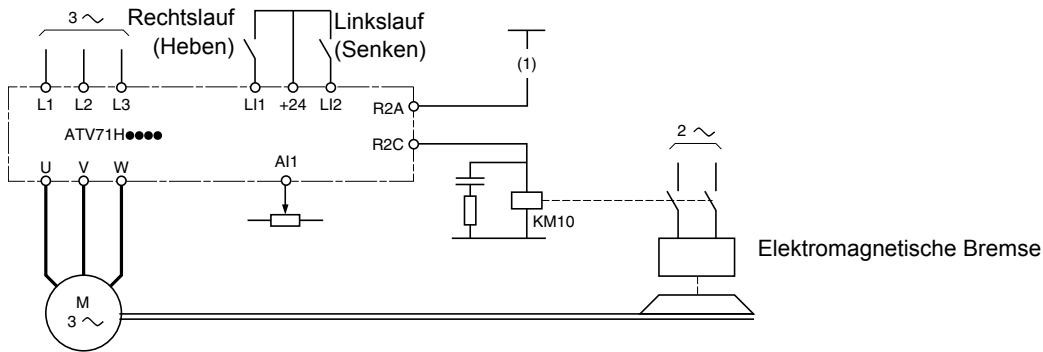 3 ∼
Rechtslauf
(Heben)
Linkslauf
(Senken)
(1)
L1 L2 L3
LI1 +24 LI2
R2A
ATV71H●●●●
R2C
2 ∼
U V W
AI1
KM10
Elektromagnetische Bremse
M
3 ∼